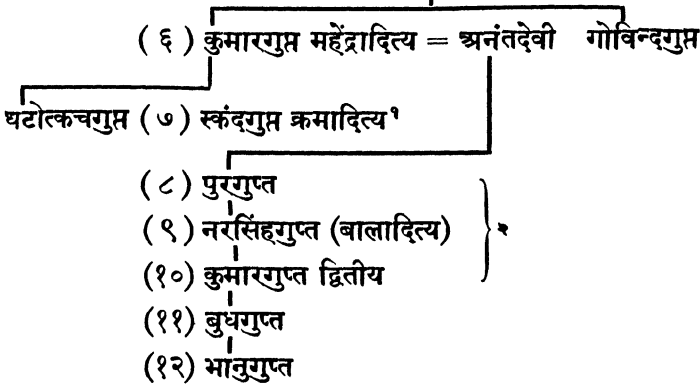 (६) कुमारगुप्त महेंद्रादित्य = अनंतदेवी गोविन्दगुप्त
घटोत्कचगुप्त (७) स्कंदगुप्त क्रमादित्य¹
(८) पुरगुप्त
(९) नरसिंहगुप्त (बालादित्य)
(१०) कुमारगुप्त द्वितीय
(११) बुधगुप्त
(१२) भानुगुप्त